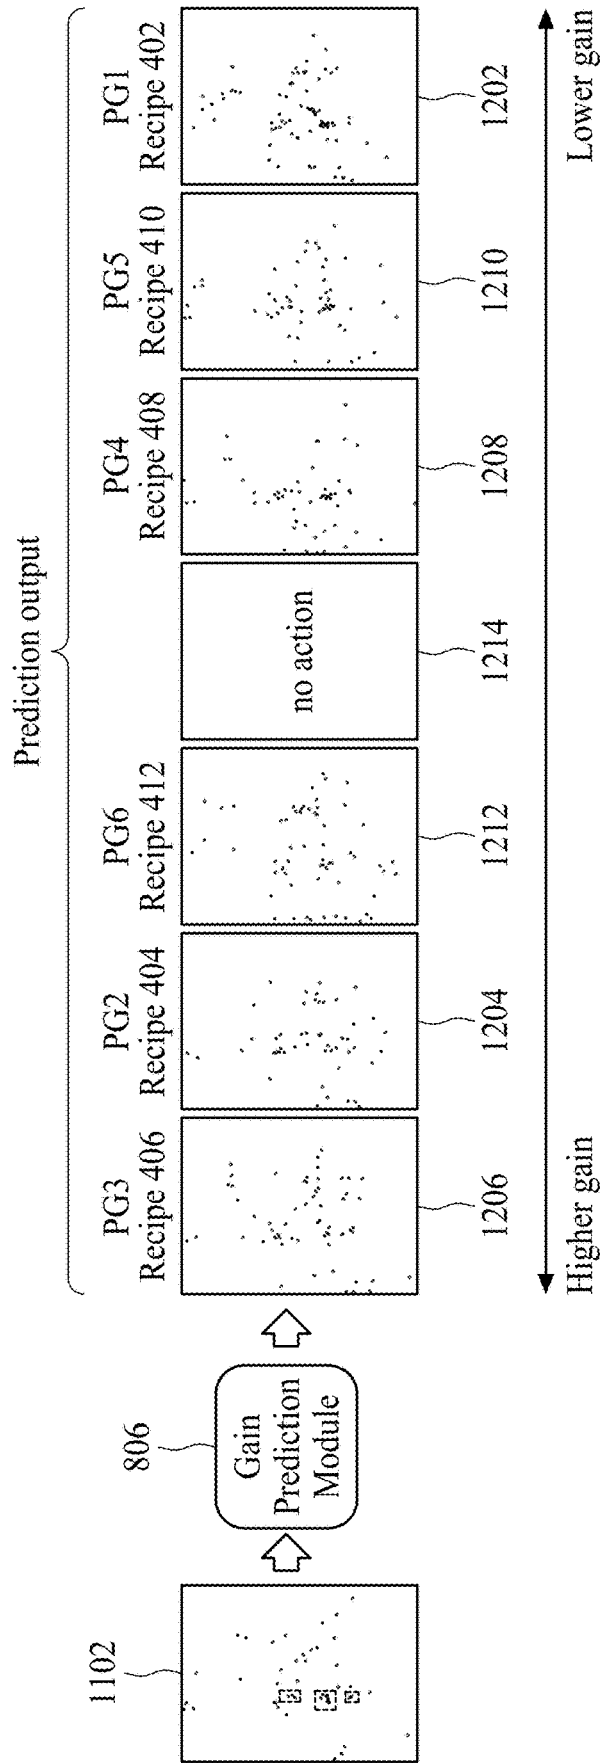 Prediction output
1102
806
Gain
Prediction
Module
PG3
Recipe 406
PG2
Recipe 404
PG6
Recipe 412
no action
PG4
Recipe 408
PG5
Recipe 410
PG1
Recipe 402
1206
1204
1212
1214
1208
1210
1202
Higher gain
Lower gain